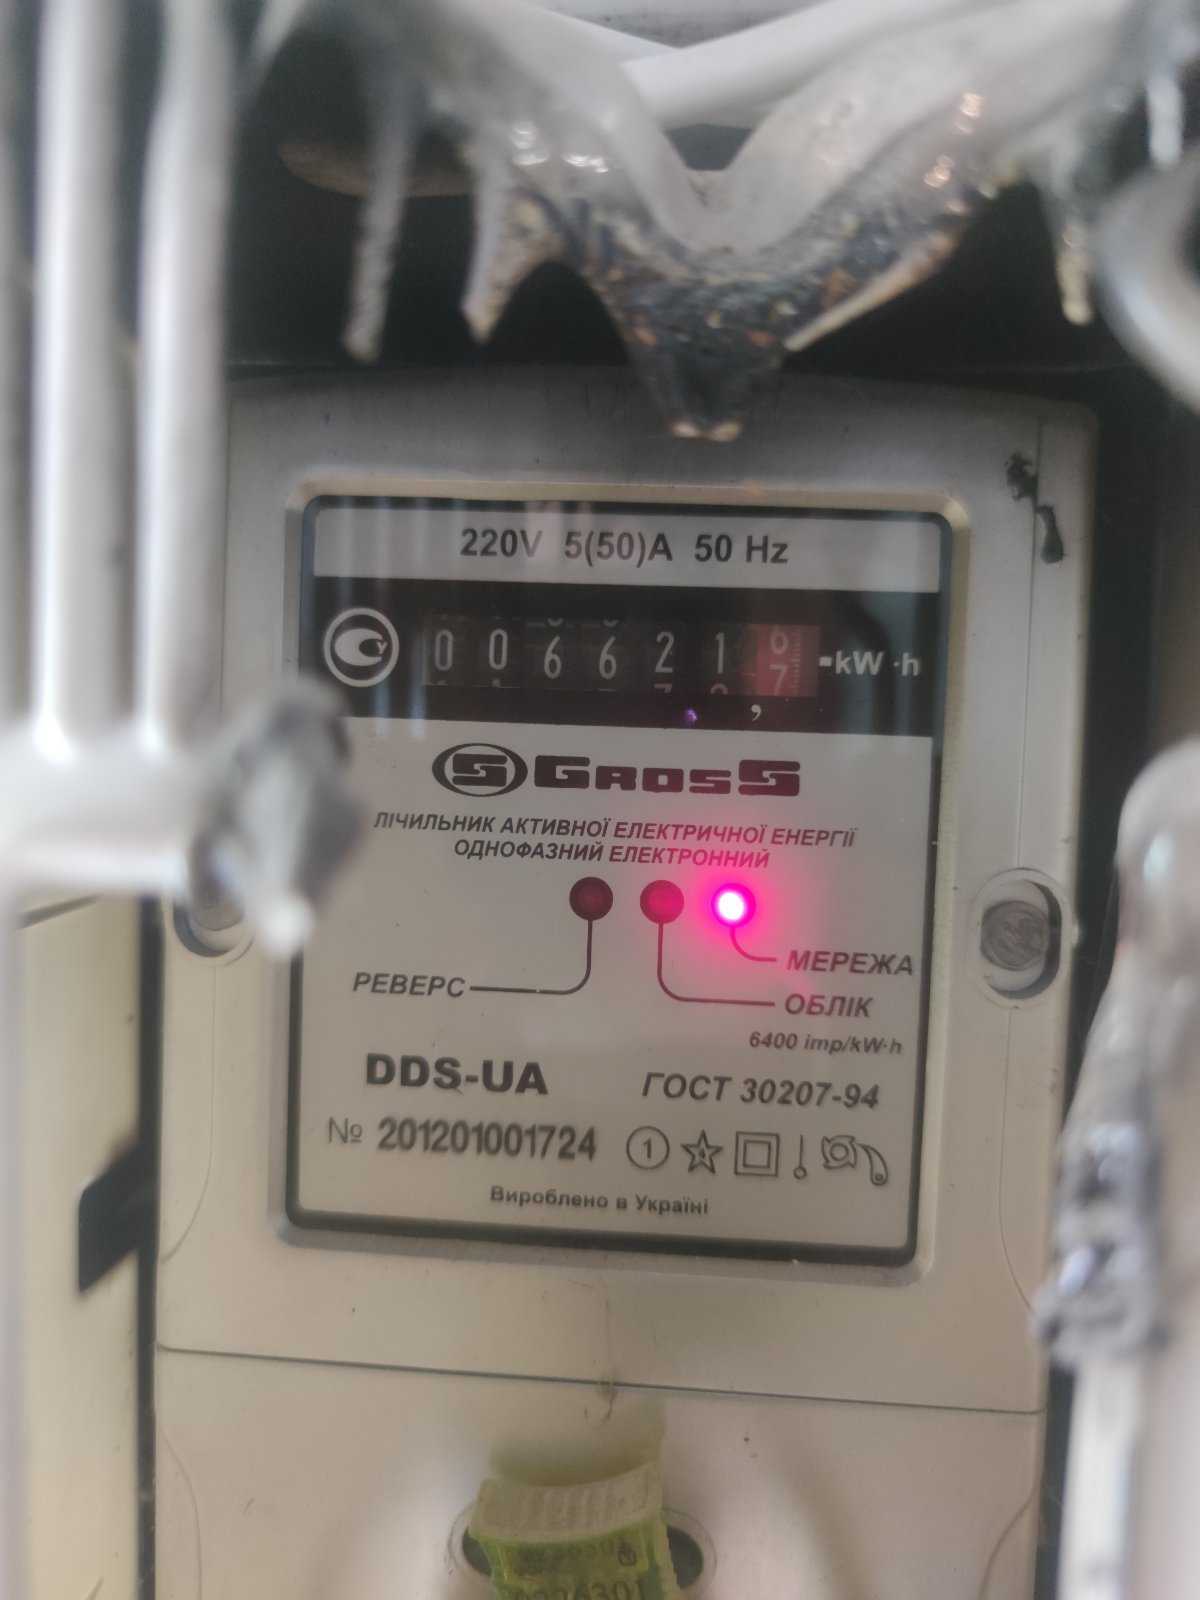 220V 5(50)A 50 Hz
0 0 6 6 2 1 kW·h
,
GROSS
ЛІЧИЛЬНИК АКТИВНОЇ ЕЛЕКТРИЧНОЇ ЕНЕРГІЇ
ОДНОФАЗНИЙ ЕЛЕКТРОННИЙ
МЕРЕЖА
РЕВЕРС
ОБЛІК
6400 imp/kW·h
DDS-UA
ГОСТ 30207-94
№ 201201001724 1
Вироблено в Україні